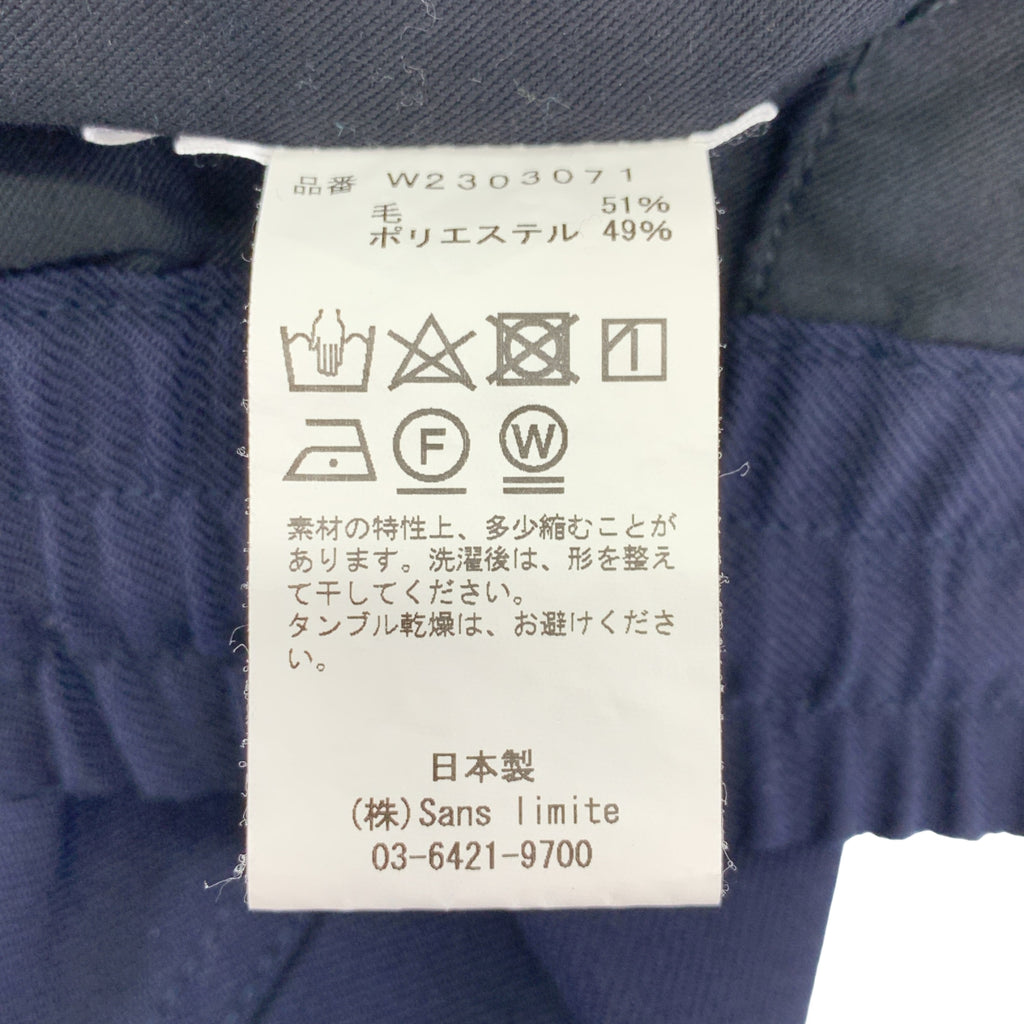 品番 W2303071
毛 51%
ポリエステル 49%
F W
素材の特性上、多少縮むことが
あります。洗濯後は、形を整え
て干してください。
タンブル乾燥は、お避けくださ
い。
日本製
(株)Sans limite
03-6421-9700